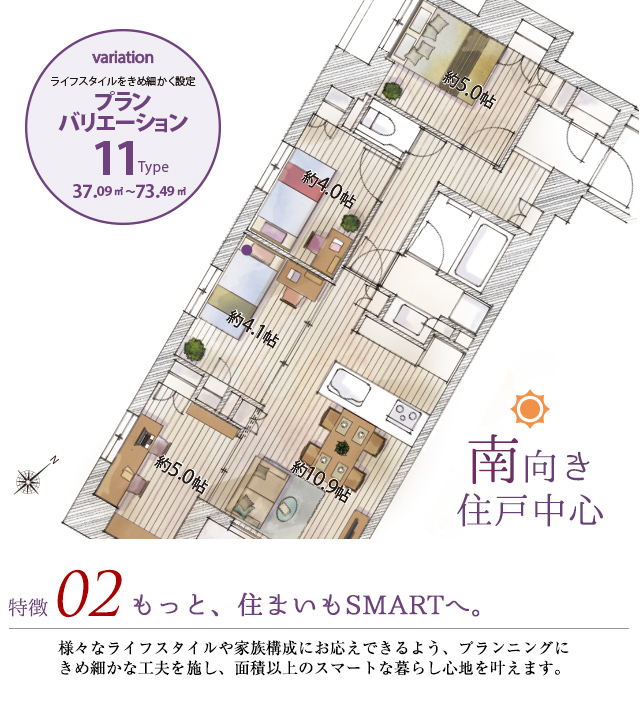 variation
ライフスタイルをきめ細かく設定
プラン
バリエーション
11Type
37.09㎡～73.49㎡
約5.0帖
約4.0帖
約4.1帖
約5.0帖
約10.9帖
N
南向き
住戸中心
特徴 02 もっと、住まいもSMARTへ。
様々なライフスタイルや家族構成にお応えできるよう、プランニングに
きめ細かな工夫を施し、面積以上のスマートな暮らし心地を叶えます。